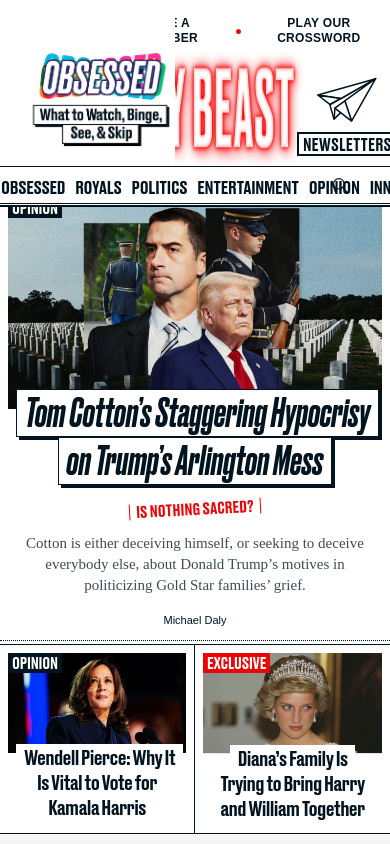 E A
BER
PLAY OUR
CROSSWORD
OBSESSED
What to Watch, Binge,
See, & Skip
Y BEAST
NEWSLETTERS
OBSESSED ROYALS POLITICS ENTERTAINMENT OPINION INN
OPINION
Tom Cotton’s Staggering Hypocrisy
on Trump’s Arlington Mess
IS NOTHING SACRED?
Cotton is either deceiving himself, or seeking to deceive
everybody else, about Donald Trump’s motives in
politicizing Gold Star families’ grief.
Michael Daly
OPINION
Wendell Pierce: Why It
Is Vital to Vote for
Kamala Harris
EXCLUSIVE
Diana’s Family Is
Trying to Bring Harry
and William Together